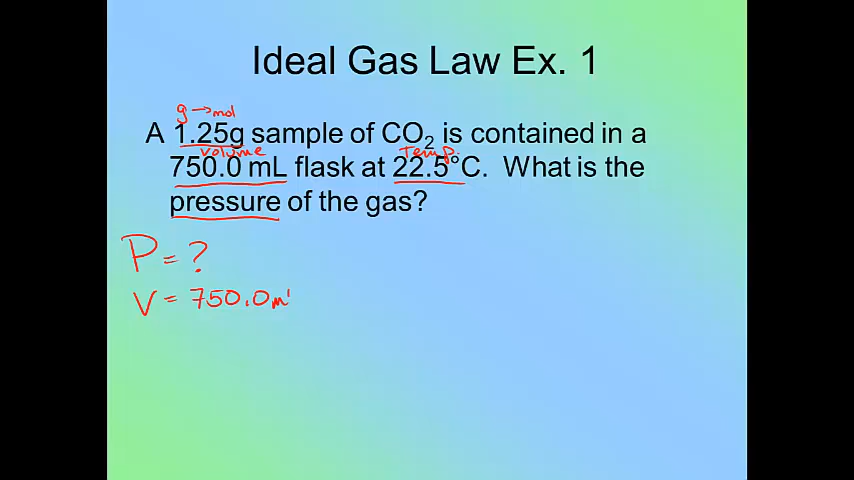 Ideal Gas Law Ex. 1
g → mol
A 1.25g sample of CO₂ is contained in a
volume temp.
750.0 mL flask at 22.5°C. What is the
pressure of the gas?
P = ?
V = 750.0 m